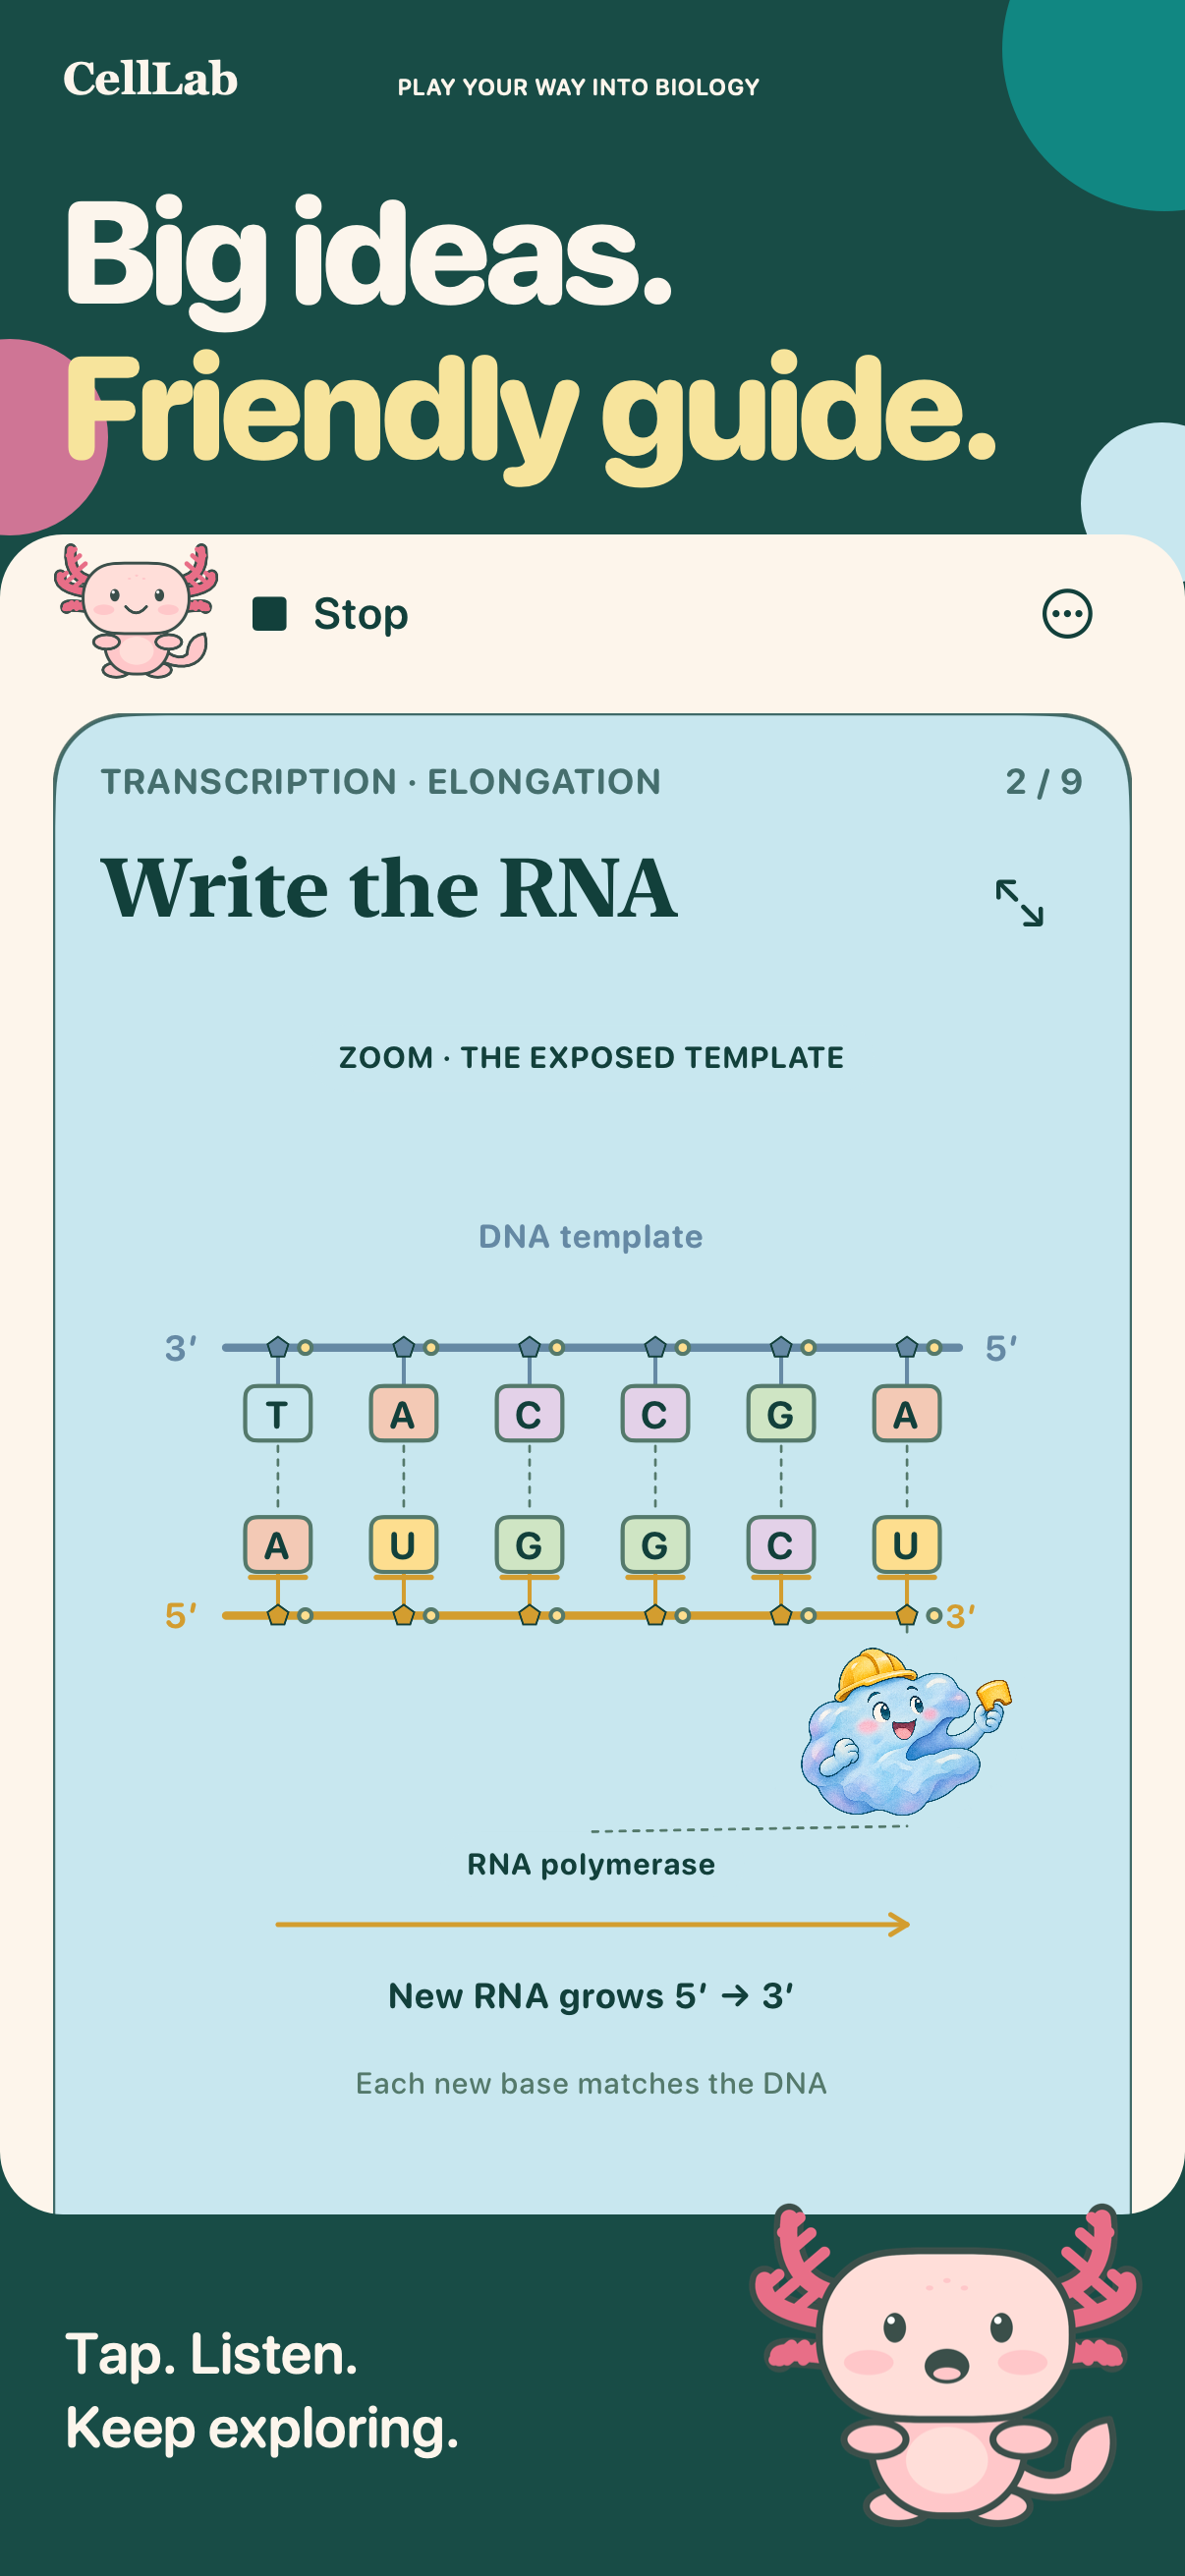 CellLab
PLAY YOUR WAY INTO BIOLOGY
Big ideas.
Friendly guide.
Stop
TRANSCRIPTION · ELONGATION 2 / 9
Write the RNA
ZOOM · THE EXPOSED TEMPLATE
DNA template
3′ 5′
T A C C G A
A U G G C U
5′ 3′
RNA polymerase
New RNA grows 5′ → 3′
Each new base matches the DNA
Tap. Listen.
Keep exploring.